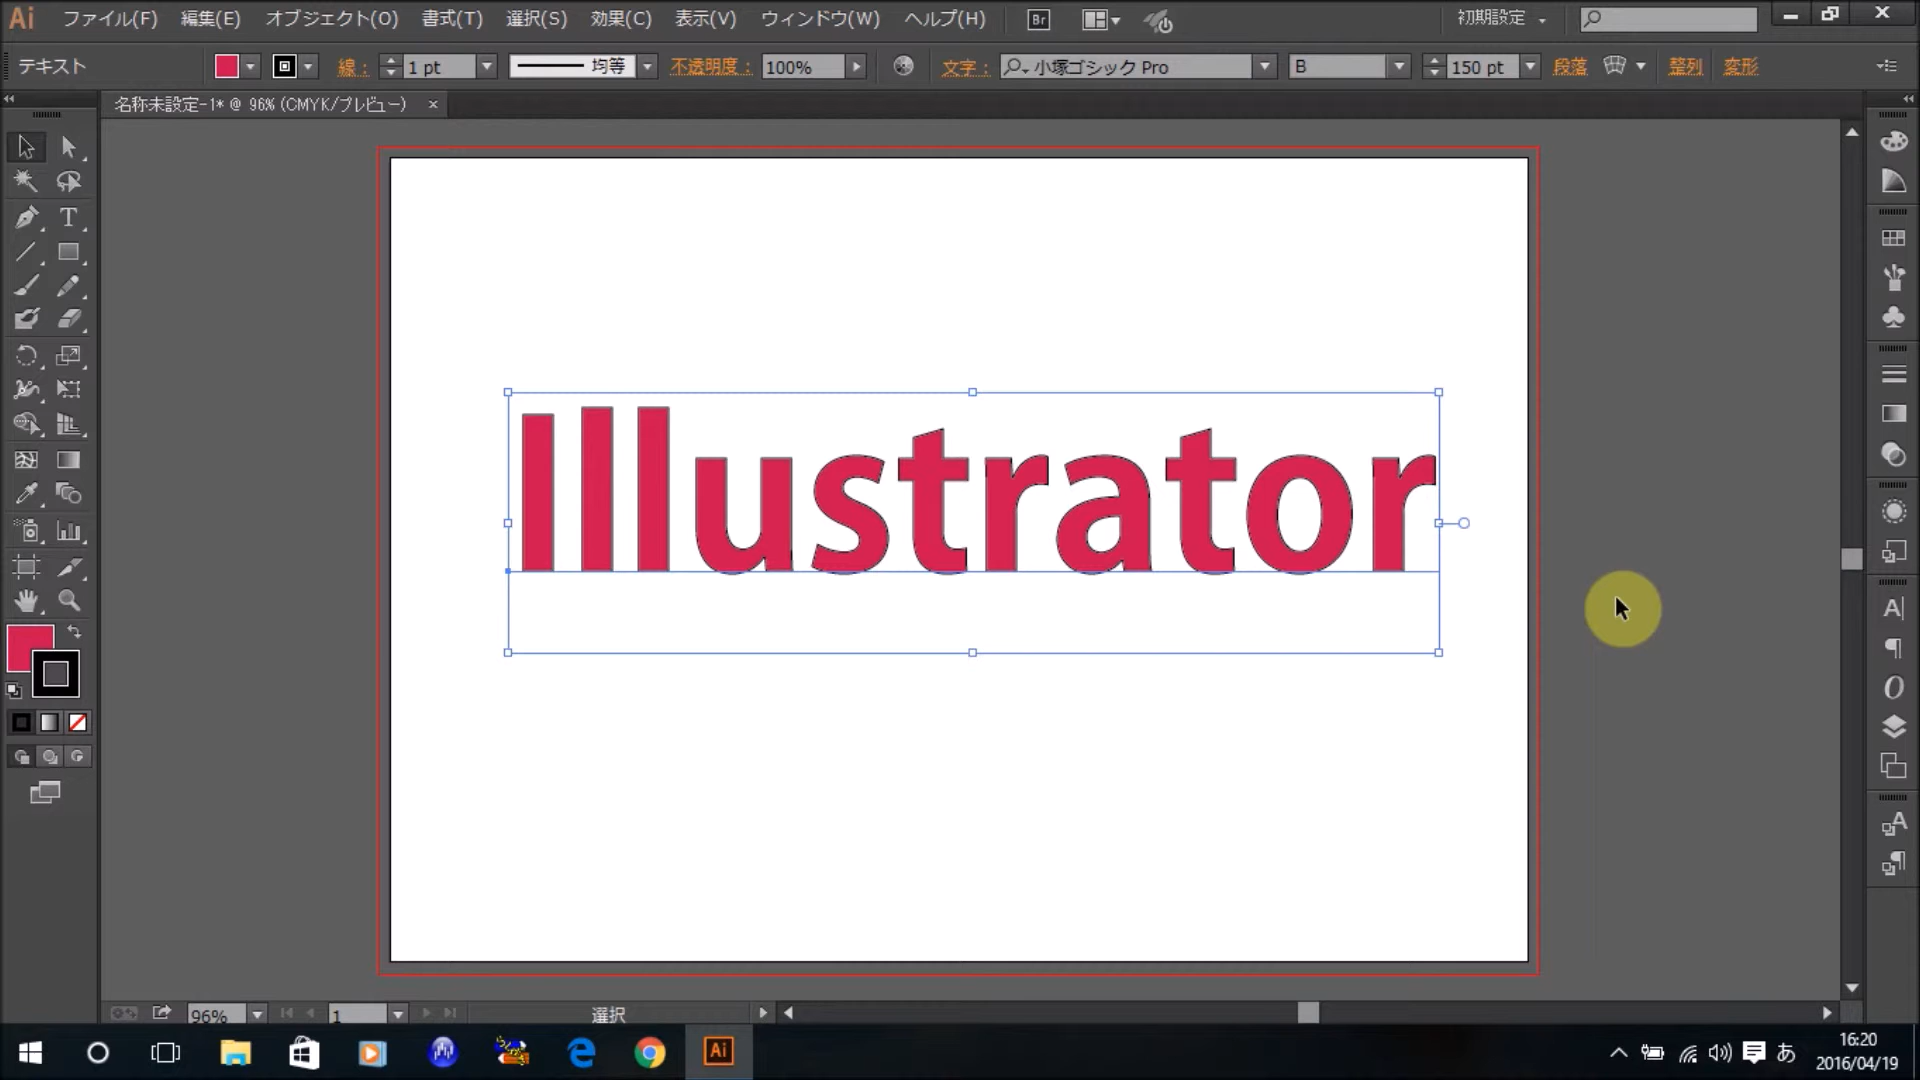 Ai ファイル(F) 編集(E) オブジェクト(O) 書式(T) 選択(S) 効果(C) 表示(V) ウィンドウ(W) ヘルプ(H) Br 初期設定
テキスト 線: 1 pt 均等 不透明度: 100% 文字: 小塚ゴシック Pro B 150 pt 段落 整列 変形
名称未設定-1* @ 96% (CMYK/プレビュー) ×
Illustrator
96% 1 選択
Ai あ 16:20
2016/04/19